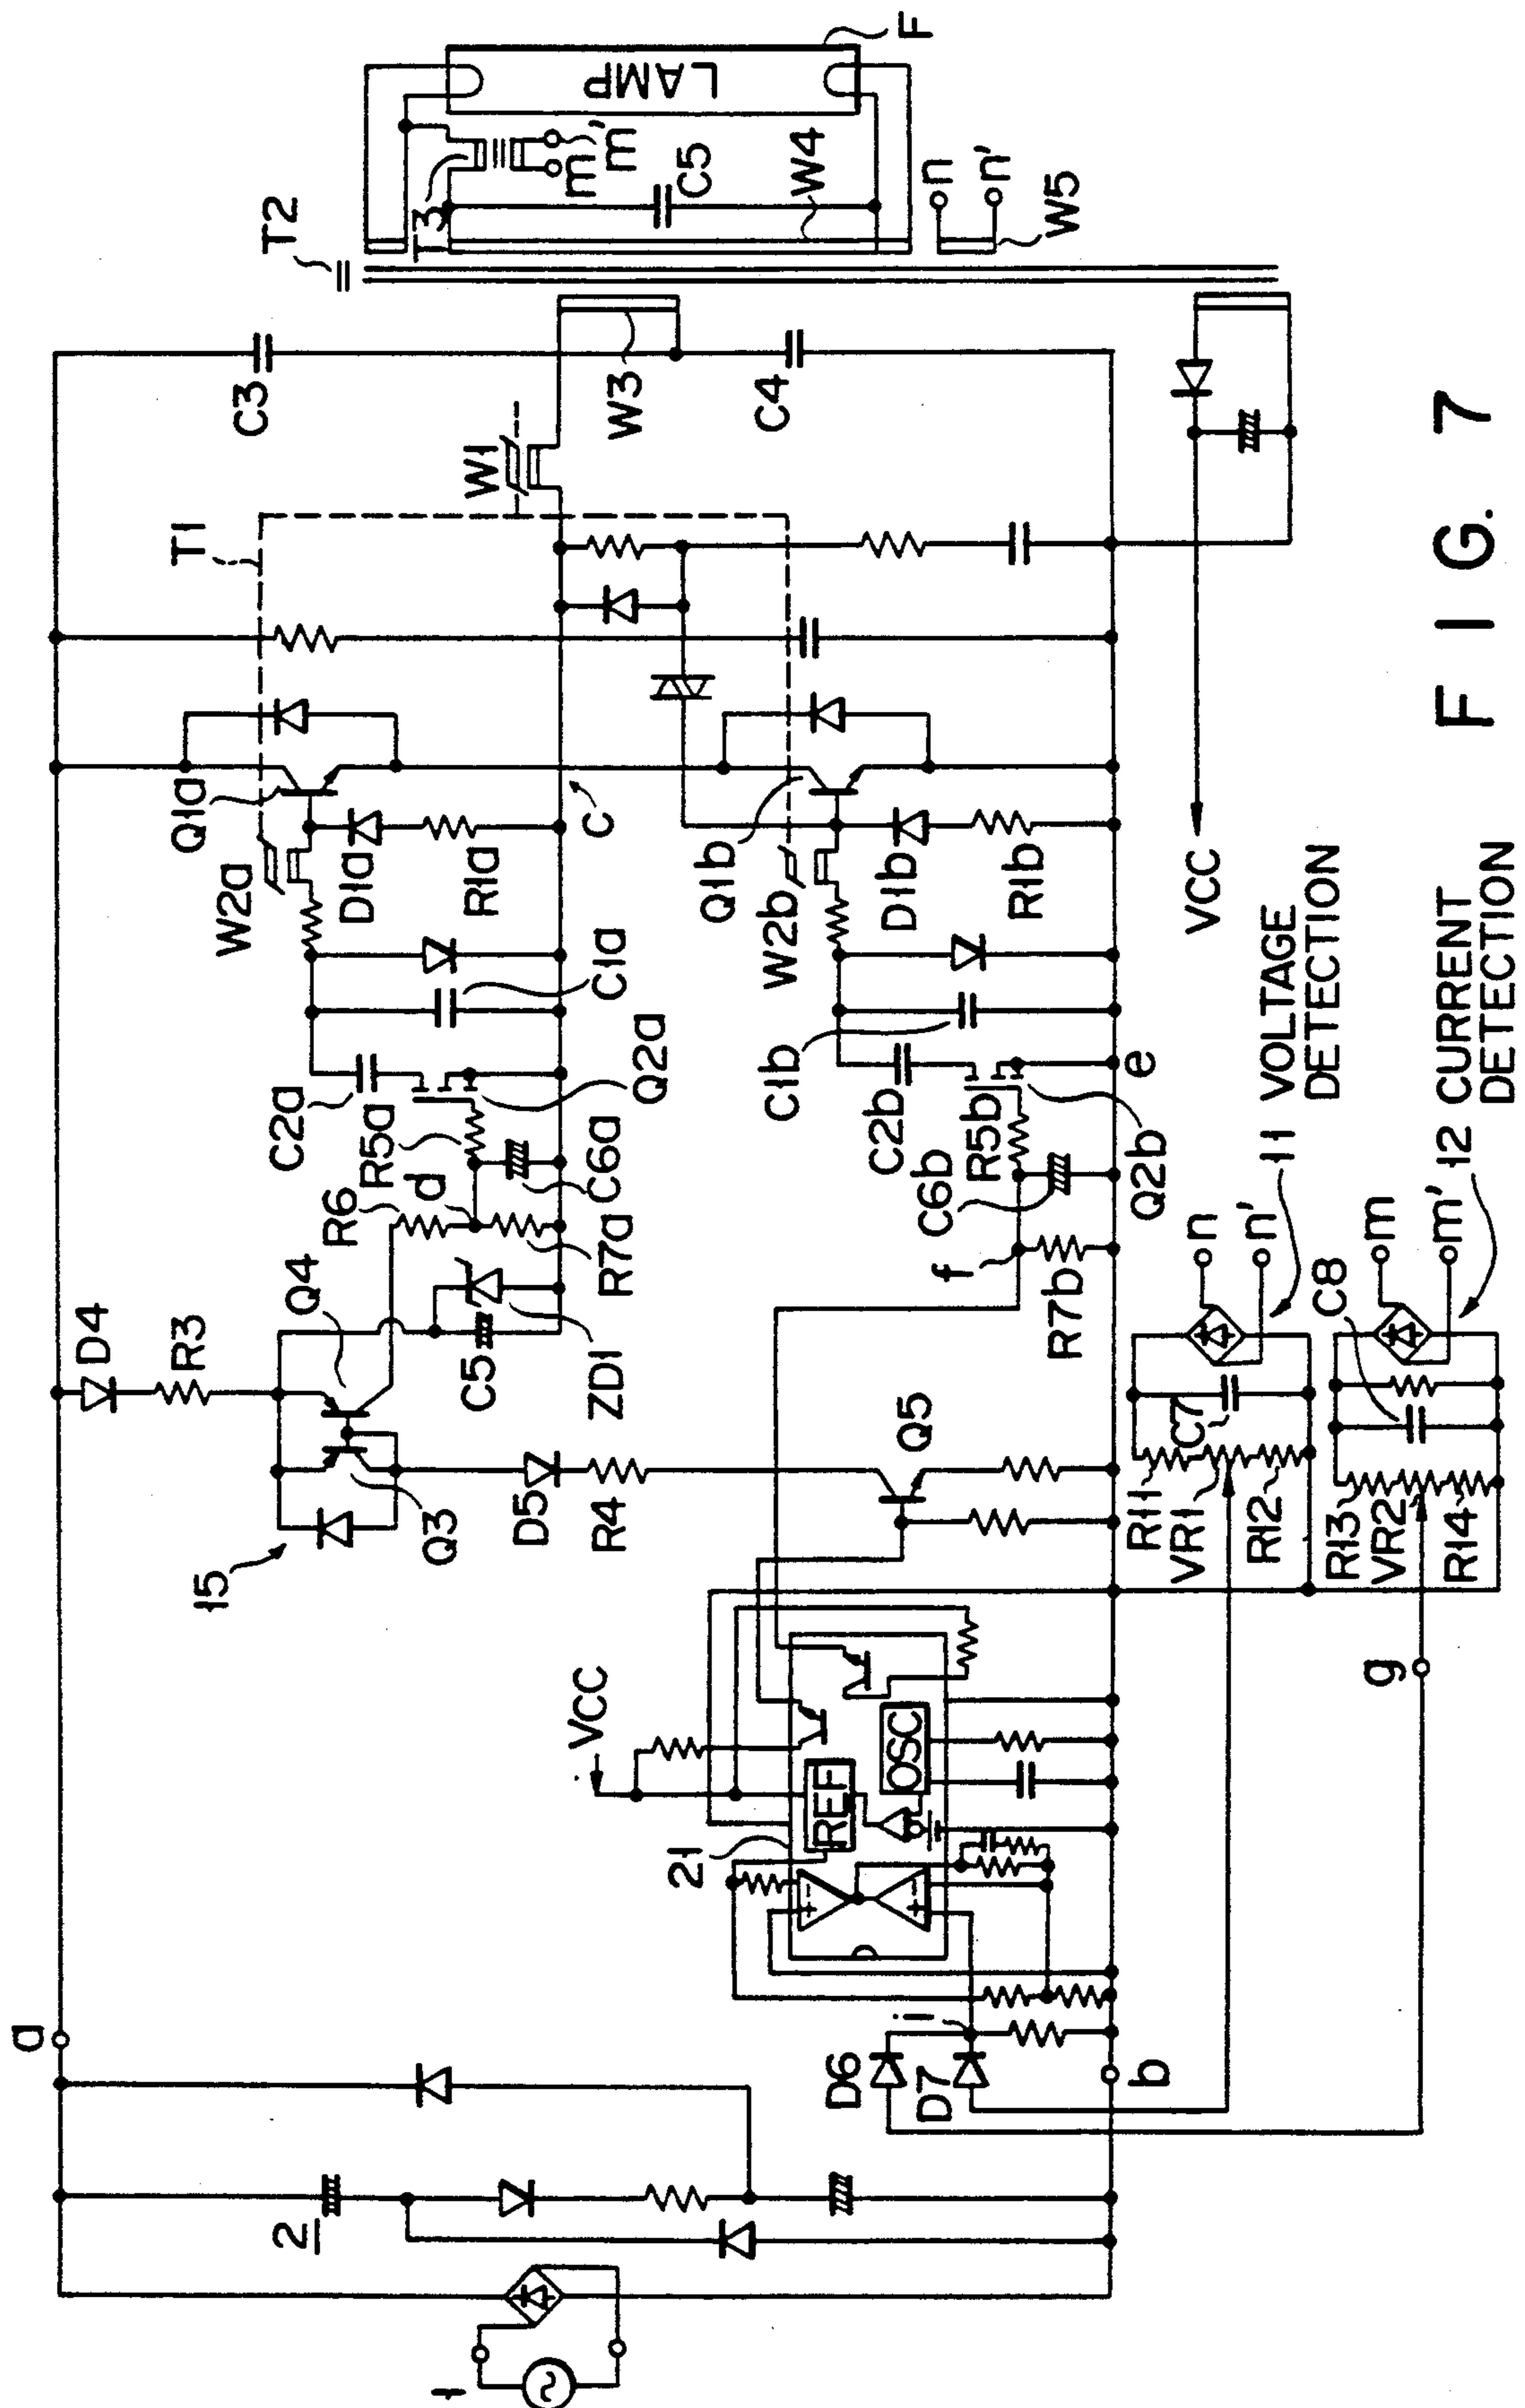 1
2
a
b
D6
D7
i
21
REF
OSC
VCC
15
Q3
Q4
D4
R3
D5
R4
Q5
C5
ZD1
R6
d
R7a
R5a
C6a
C2a
Q2a
C1a
W2a
D1a
R1a
Q1a
c
T1
W1
C3
C4
W3
T2
T3
m
m'
C5
W4
LAMP
F
n
n'
W5
f
R7b
C6b
R5b
Q2b
C2b
C1b
e
W2b
D1b
R1b
Q1b
VCC
11 VOLTAGE
DETECTION
n
n'
C7
R11
VR1
R12
12 CURRENT
DETECTION
m
m'
C8
R13
VR2
R14
g
FIG. 7